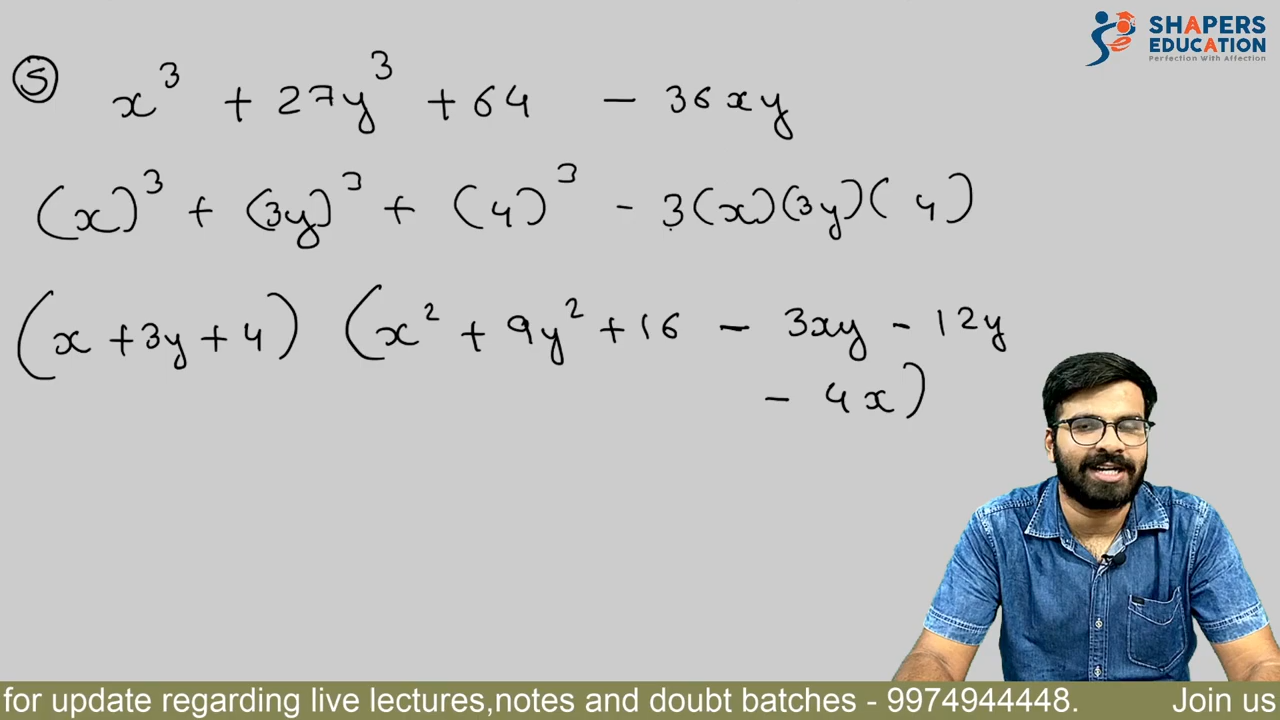 SHAPERS
EDUCATION
Perfection With Affection
⑤ x³ + 27y³ + 64 - 36xy
(x)³ + (3y)³ + (4)³ - 3(x)(3y)(4)
(x + 3y + 4) (x² + 9y² + 16 - 3xy - 12y
- 4x)
for update regarding live lectures,notes and doubt batches - 9974944448. Join us